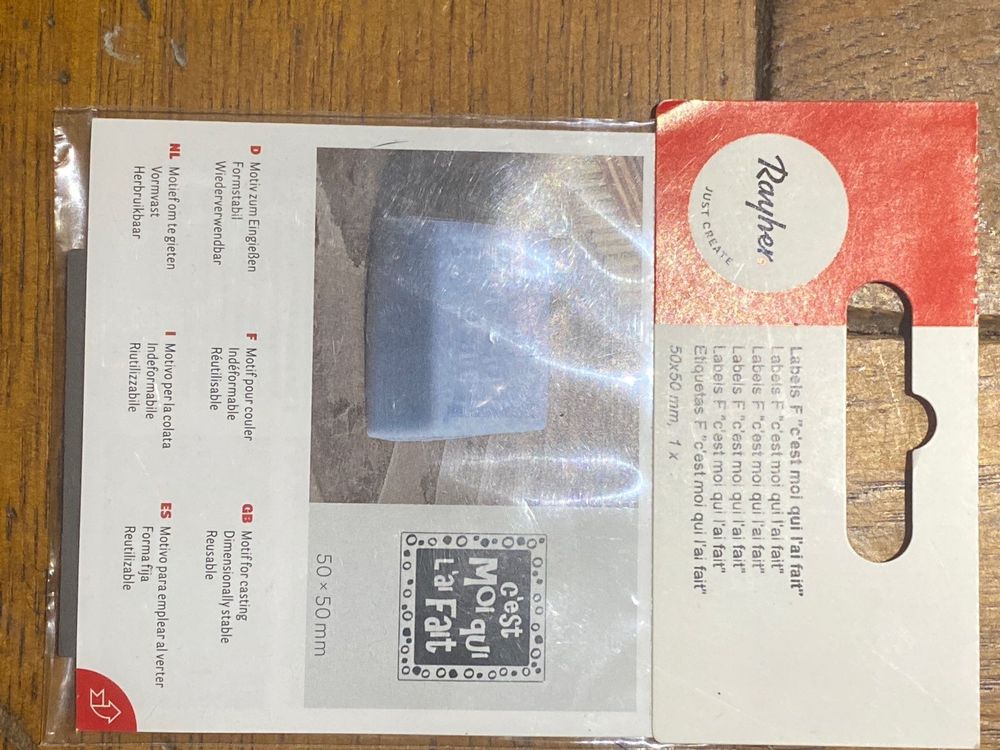 Rayher
JUST CREATE
Labels F "c'est moi qui l'ai fait"
Labels F "c'est moi qui l'ai fait"
Labels F "c'est moi qui l'ai fait"
Labels F "c'est moi qui l'ai fait"
Labels F "c'est moi qui l'ai fait"
Etiquetas F "c'est moi qui l'ai fait"
50x50 mm, 1 x
c'est
MOI QUI
L'ai Fait
50 × 50 mm
D Motiv zum Eingießen
Formstabil
Wiederverwendbar
F Motif pour couler
Indéformable
Réutilisable
GB Motif for casting
Dimensionally stable
Reusable
NL Motief om te gieten
Vormvast
Herbruikbaar
I Motivo per la colata
Indeformabile
Riutilizzabile
ES Motivo para emplear al verter
Forma fija
Reutilizable